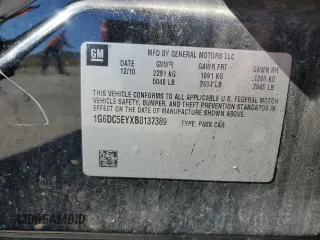 GM
MFD BY GENERAL MOTORS LLC
DATE GVWR GAWR FRT GAWR RR
12/10 2291 KG 1091 KG 1200 KG
5049 LB 2404 LB 2645 LB
THIS VEHICLE CONFORMS TO ALL APPLICABLE U.S. FEDERAL
MOTOR VEHICLE SAFETY, BUMPER, AND THEFT PREVENTION STANDARDS IN
EFFECT ON THE DATE OF MANUFACTURE SHOWN ABOVE.
1G6DC5EYXB0137389 TYPE: PASS CAR